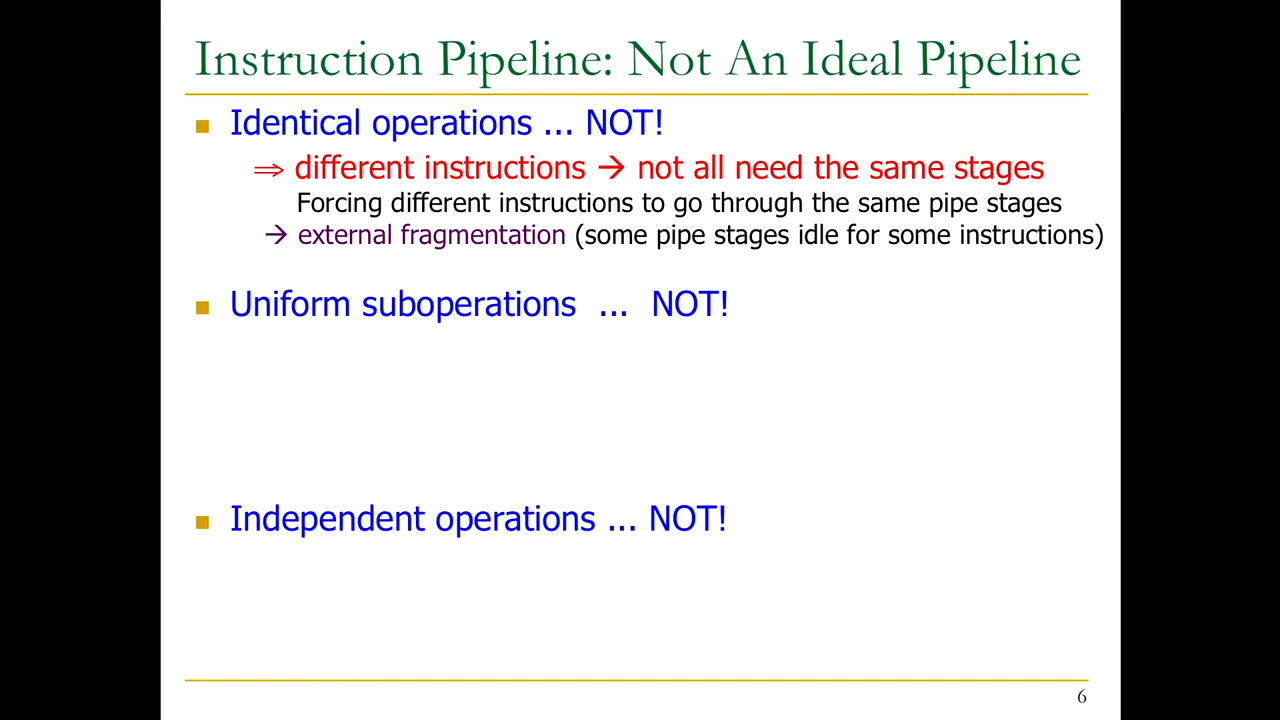 Instruction Pipeline: Not An Ideal Pipeline
■ Identical operations ... NOT!
⇒ different instructions → not all need the same stages
Forcing different instructions to go through the same pipe stages
→ external fragmentation (some pipe stages idle for some instructions)
■ Uniform suboperations ... NOT!
■ Independent operations ... NOT!
6